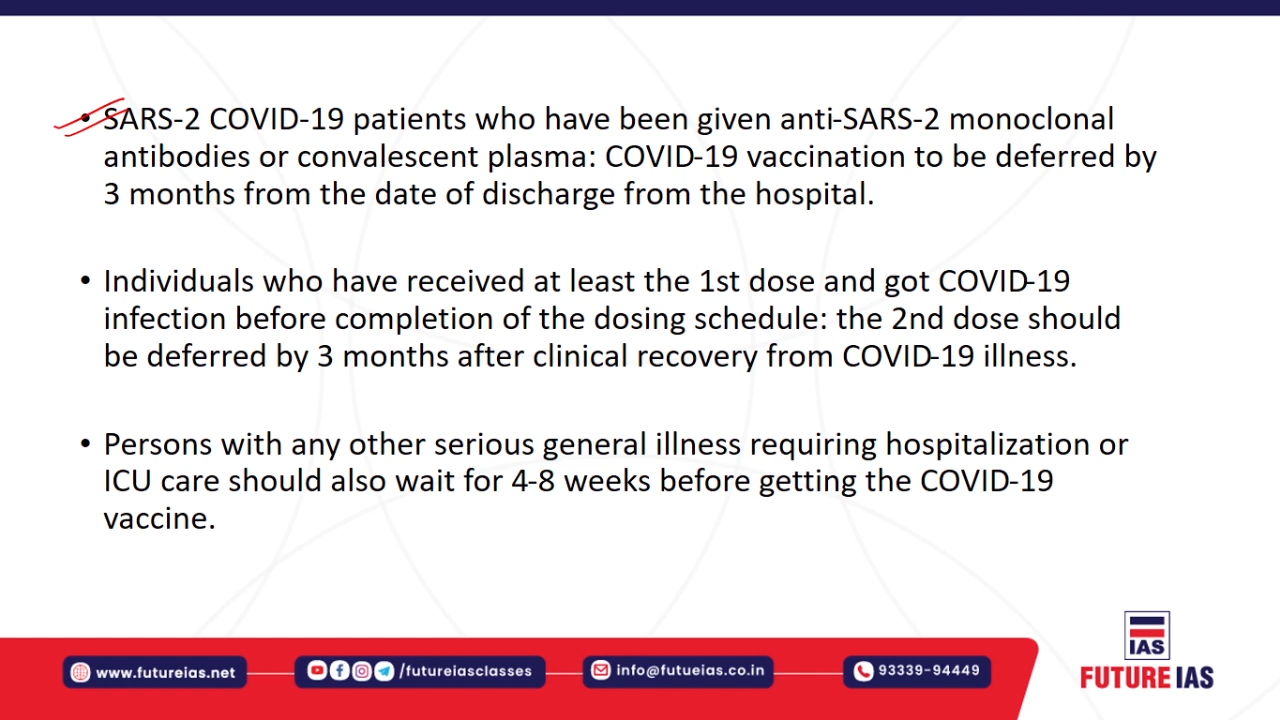 • SARS-2 COVID-19 patients who have been given anti-SARS-2 monoclonal
antibodies or convalescent plasma: COVID-19 vaccination to be deferred by
3 months from the date of discharge from the hospital.
• Individuals who have received at least the 1st dose and got COVID-19
infection before completion of the dosing schedule: the 2nd dose should
be deferred by 3 months after clinical recovery from COVID-19 illness.
• Persons with any other serious general illness requiring hospitalization or
ICU care should also wait for 4-8 weeks before getting the COVID-19
vaccine.
www.futureias.net
/futureiasclasses
info@futueias.co.in
93339-94449
IAS
FUTURE IAS